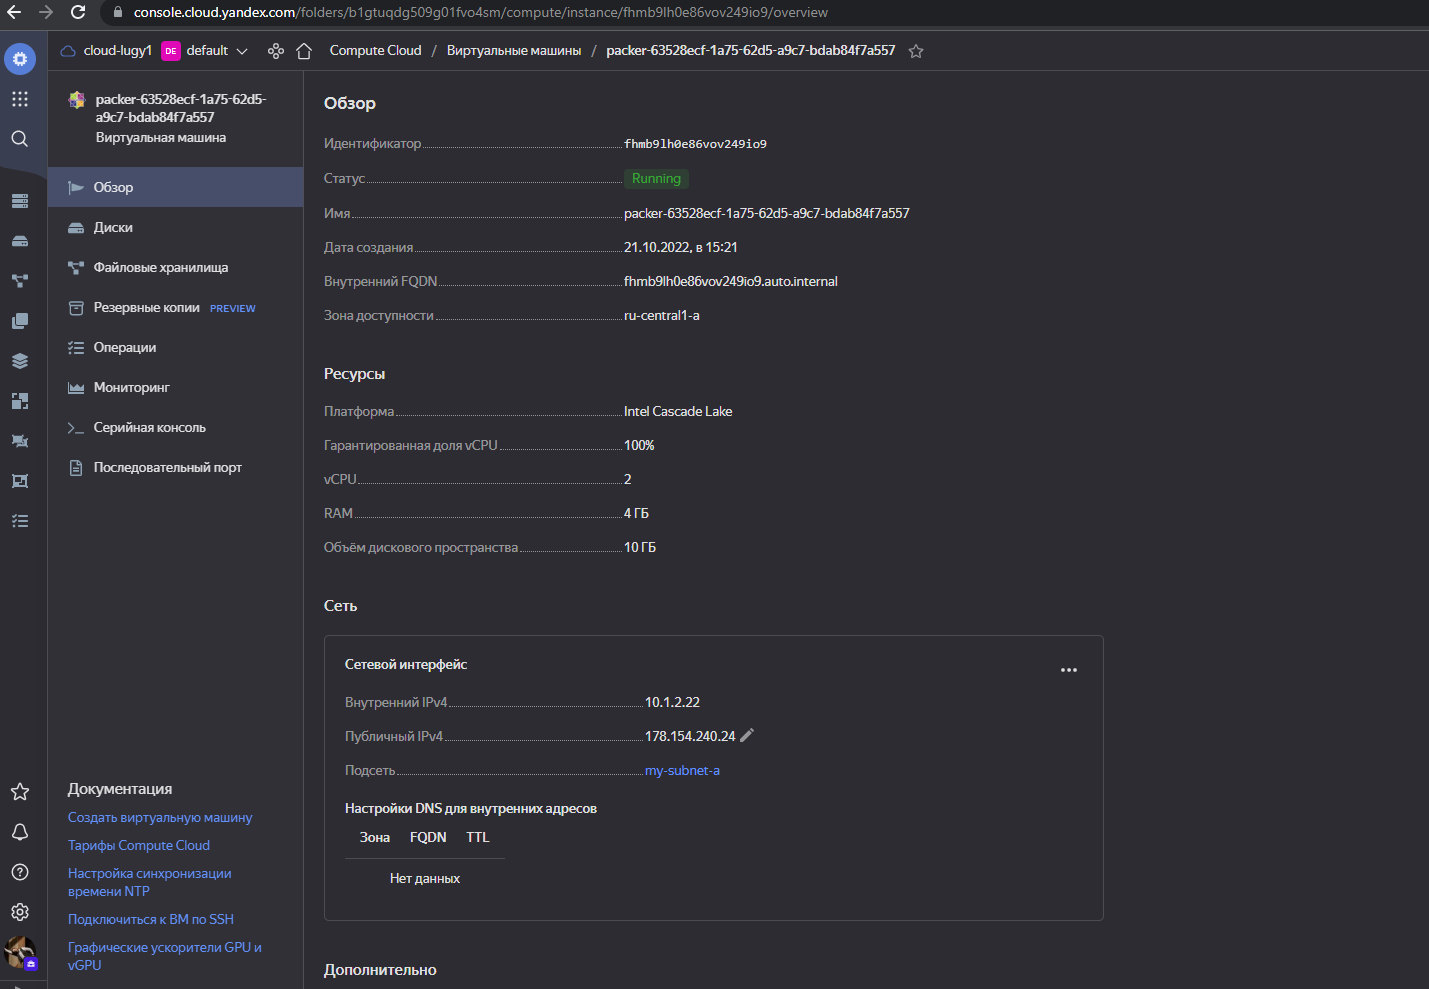 console.cloud.yandex.com/folders/b1gtuqdg509g01fvo4sm/compute/instance/fhmb9lh0e86vov249io9/overview
cloud-lugy1 DE default Compute Cloud / Виртуальные машины / packer-63528ecf-1a75-62d5-a9c7-bdab84f7a557
packer-63528ecf-1a75-62d5-
a9c7-bdab84f7a557
Виртуальная машина
Обзор
Диски
Файловые хранилища
Резервные копии PREVIEW
Операции
Мониторинг
Серийная консоль
Последовательный порт
Документация
Создать виртуальную машину
Тарифы Compute Cloud
Настройка синхронизации
времени NTP
Подключиться к ВМ по SSH
Графические ускорители GPU и
vGPU
Обзор
Идентификатор fhmb9lh0e86vov249io9
Статус Running
Имя packer-63528ecf-1a75-62d5-a9c7-bdab84f7a557
Дата создания 21.10.2022, в 15:21
Внутренний FQDN fhmb9lh0e86vov249io9.auto.internal
Зона доступности ru-central1-a
Ресурсы
Платформа Intel Cascade Lake
Гарантированная доля vCPU 100%
vCPU 2
RAM 4 ГБ
Объём дискового пространства 10 ГБ
Сеть
Сетевой интерфейс
Внутренний IPv4 10.1.2.22
Публичный IPv4 178.154.240.24
Подсеть my-subnet-a
Настройки DNS для внутренних адресов
Зона FQDN TTL
Нет данных
Дополнительно